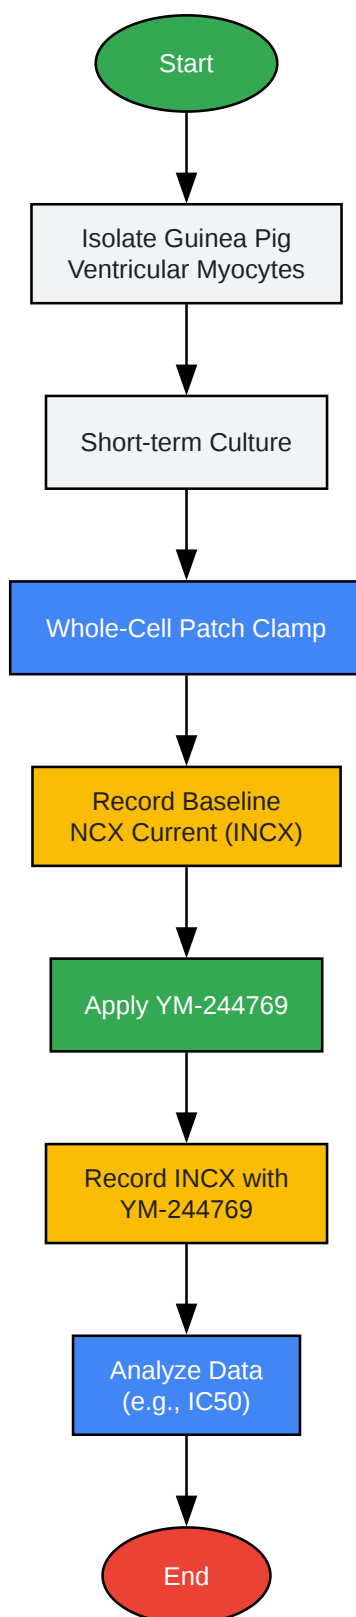 Start
Isolate Guinea Pig
Ventricular Myocytes
Short-term Culture
Whole-Cell Patch Clamp
Record Baseline
NCX Current (INCX)
Apply YM-244769
Record INCX with
YM-244769
Analyze Data
(e.g., IC50)
End